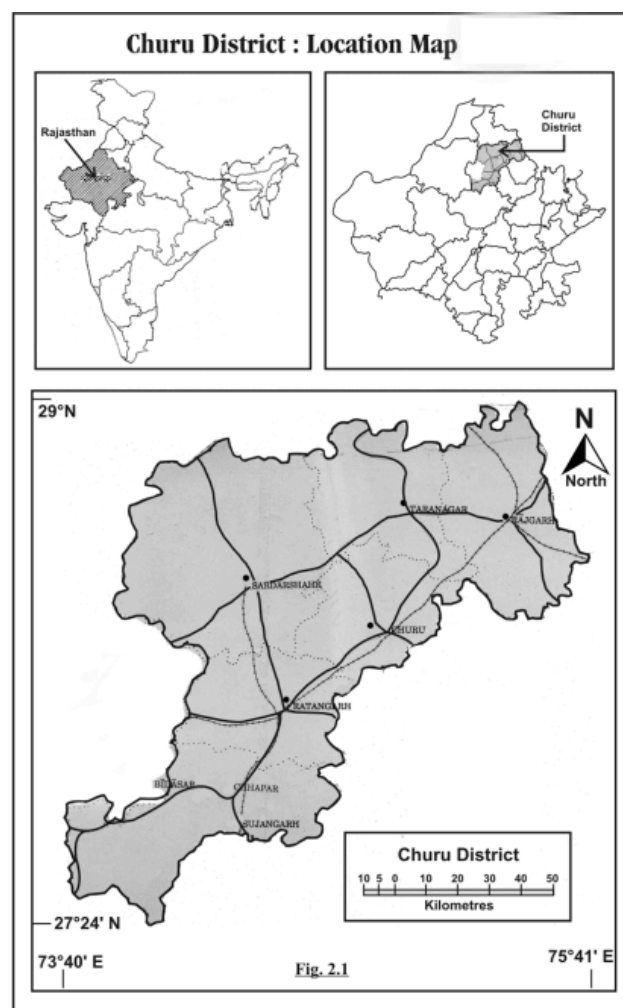 Churu District : Location Map
Rajasthan
Churu
District
29°N
N
North
TARANAGAR
RAJGARH
SARDARSHAHR
CHURU
RATANGARH
BIDASAR
CHHAPAR
SUJANGARH
Churu District
10 5 0 10 20 30 40 50
Kilometres
27°24' N
73°40' E
Fig. 2.1
75°41' E